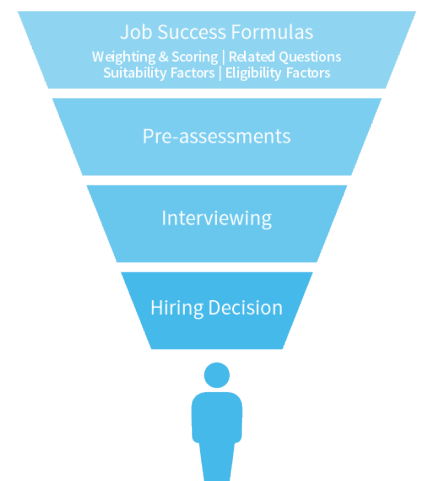 Job Success Formulas
Weighting & Scoring | Related Questions
Suitability Factors | Eligibility Factors
Pre-assessments
Interviewing
Hiring Decision